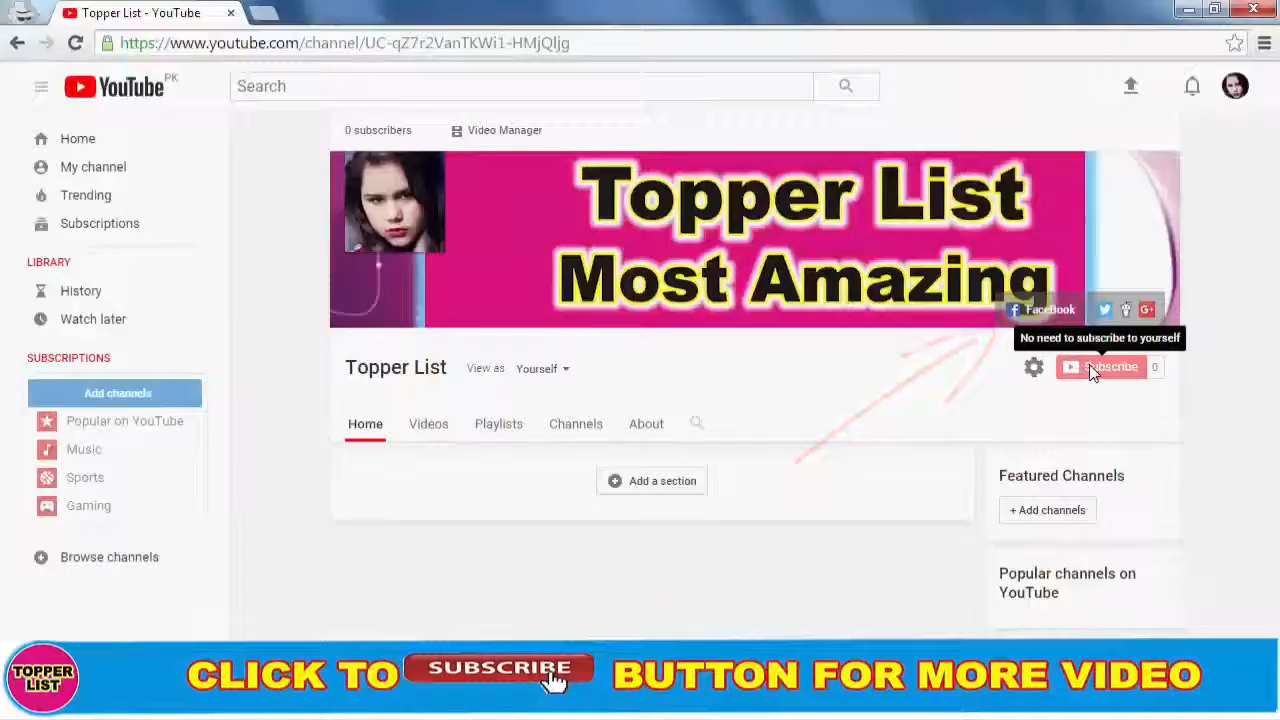 Topper List - YouTube
https://www.youtube.com/channel/UC-qZ7r2VanTKWi1-HMjQljg
YouTube PK
Search
0 subscribers Video Manager
Home
My channel
Trending
Subscriptions
LIBRARY
History
Watch later
SUBSCRIPTIONS
Add channels
Popular on YouTube
Music
Sports
Gaming
Browse channels
Topper List
Most Amazing
FaceBook
No need to subscribe to yourself
Topper List View as Yourself
Subscribe 0
Home Videos Playlists Channels About
Add a section
Featured Channels
+ Add channels
Popular channels on
YouTube
TOPPER
LIST
CLICK TO SUBSCRIBE BUTTON FOR MORE VIDEO